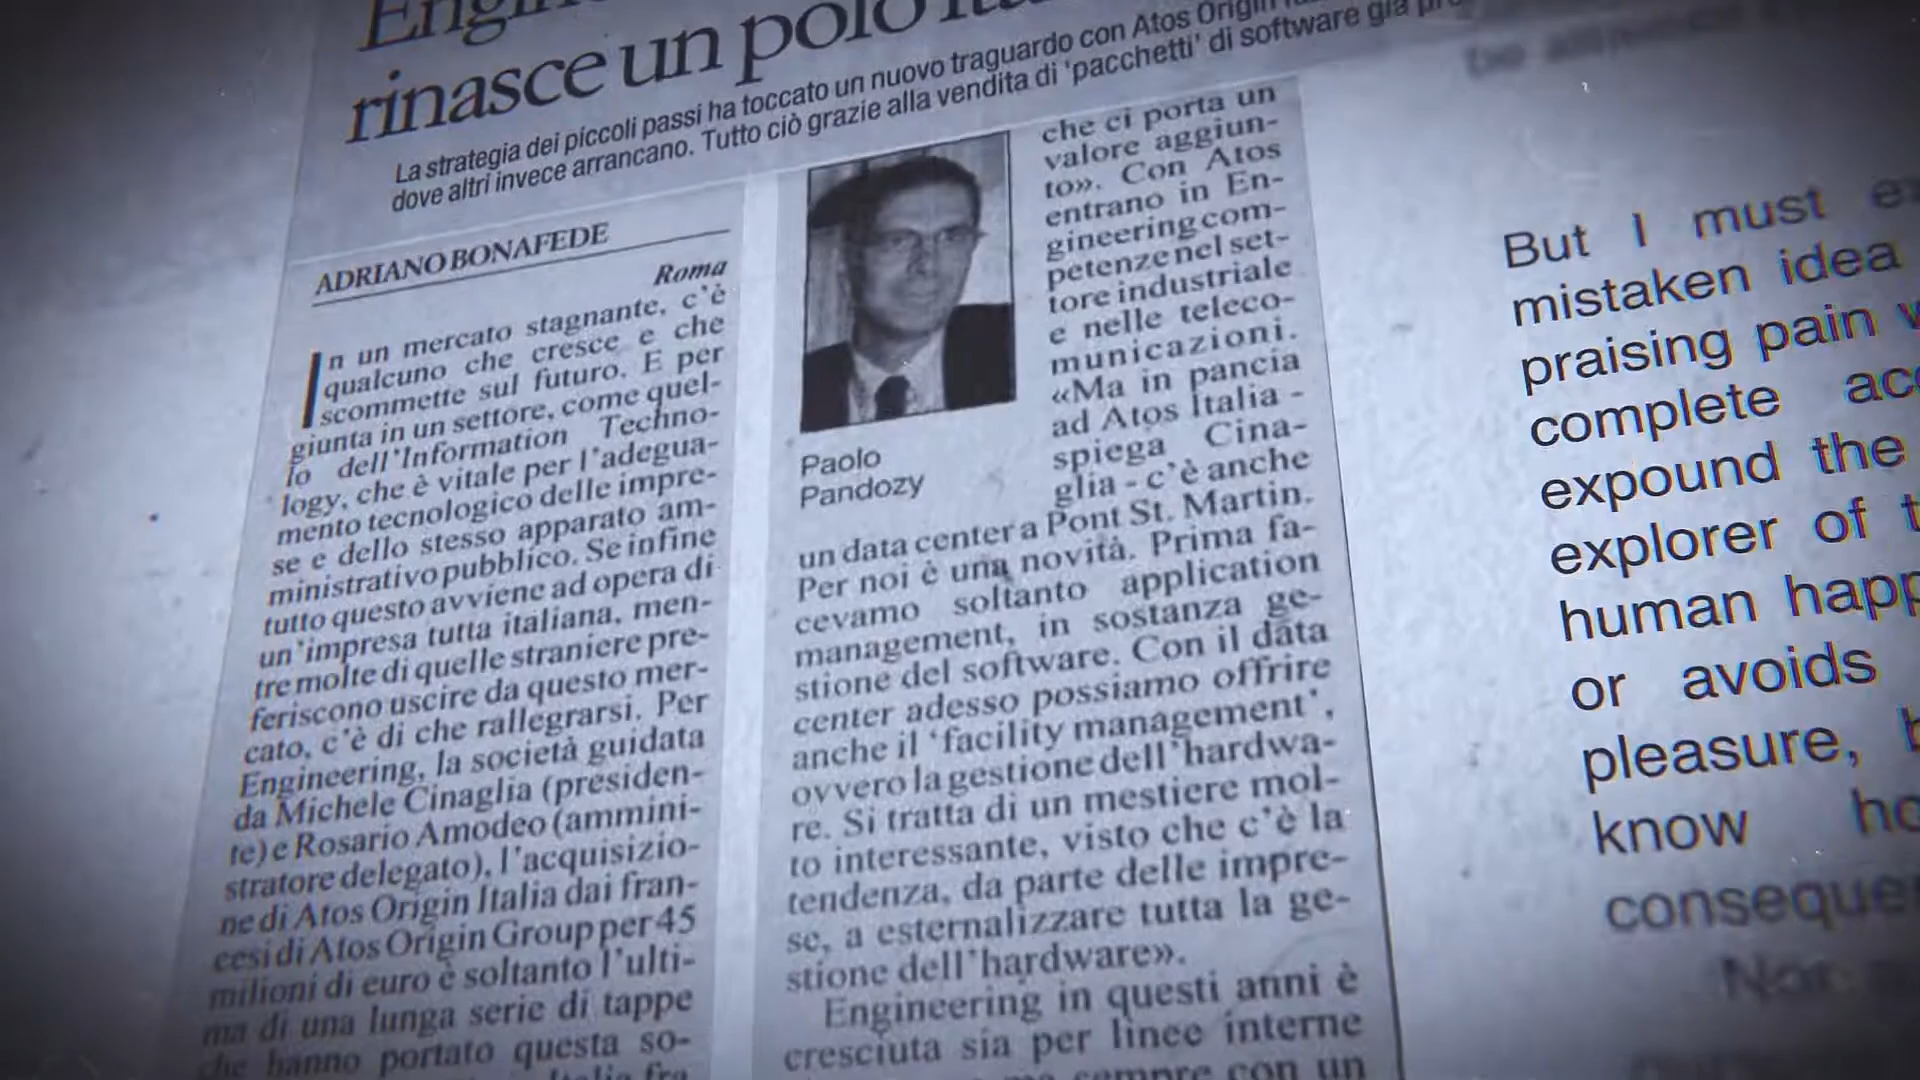 rinasce un polo
La strategia dei piccoli passi ha toccato un nuovo traguardo con Atos Origin
dove altri invece arrancano. Tutto ciò grazie alla vendita di 'pacchetti' di software già
ADRIANO BONAFEDE
Roma
In un mercato stagnante, c'è
qualcuno che cresce e che
scommette sul futuro. E per
giunta in un settore, come quel-
lo dell'Information Techno-
logy, che è vitale per l'adegua-
mento tecnologico delle impre-
se e dello stesso apparato am-
ministrativo pubblico. Se infine
tutto questo avviene ad opera di
un'impresa tutta italiana, men-
tre molte di quelle straniere pre-
feriscono uscire da questo mer-
cato, c'è di che rallegrarsi. Per
Engineering, la società guidata
da Michele Cinaglia (presiden-
te) e Rosario Amodeo (ammini-
stratore delegato), l'acquisizio-
ne di Atos Origin Italia dai fran-
cesi di Atos Origin Group per 45
milioni di euro è soltanto l'ulti-
ma di una lunga serie di tappe
che hanno portato questa so-
Paolo
Pandozy
che ci porta un
valore aggiun-
to». Con Atos
entrano in En-
gineering com-
petenze nel set-
tore industriale
e nelle teleco-
municazioni.
«Ma in pancia
ad Atos Italia -
spiega Cina-
glia - c'è anche
un data center a Pont St. Martin.
Per noi è una novità. Prima fa-
cevamo soltanto application
management, in sostanza ge-
stione del software. Con il data
center adesso possiamo offrire
anche il 'facility management',
ovvero la gestione dell'hardwa-
re. Si tratta di un mestiere mol-
to interessante, visto che c'è la
tendenza, da parte delle impre-
se, a esternalizzare tutta la ge-
stione dell'hardware».
Engineering in questi anni è
cresciuta sia per linee interne
sempre con un
But I must
mistaken idea
praising pain
complete
expound the
explorer of
human
or avoids
pleasure,
know